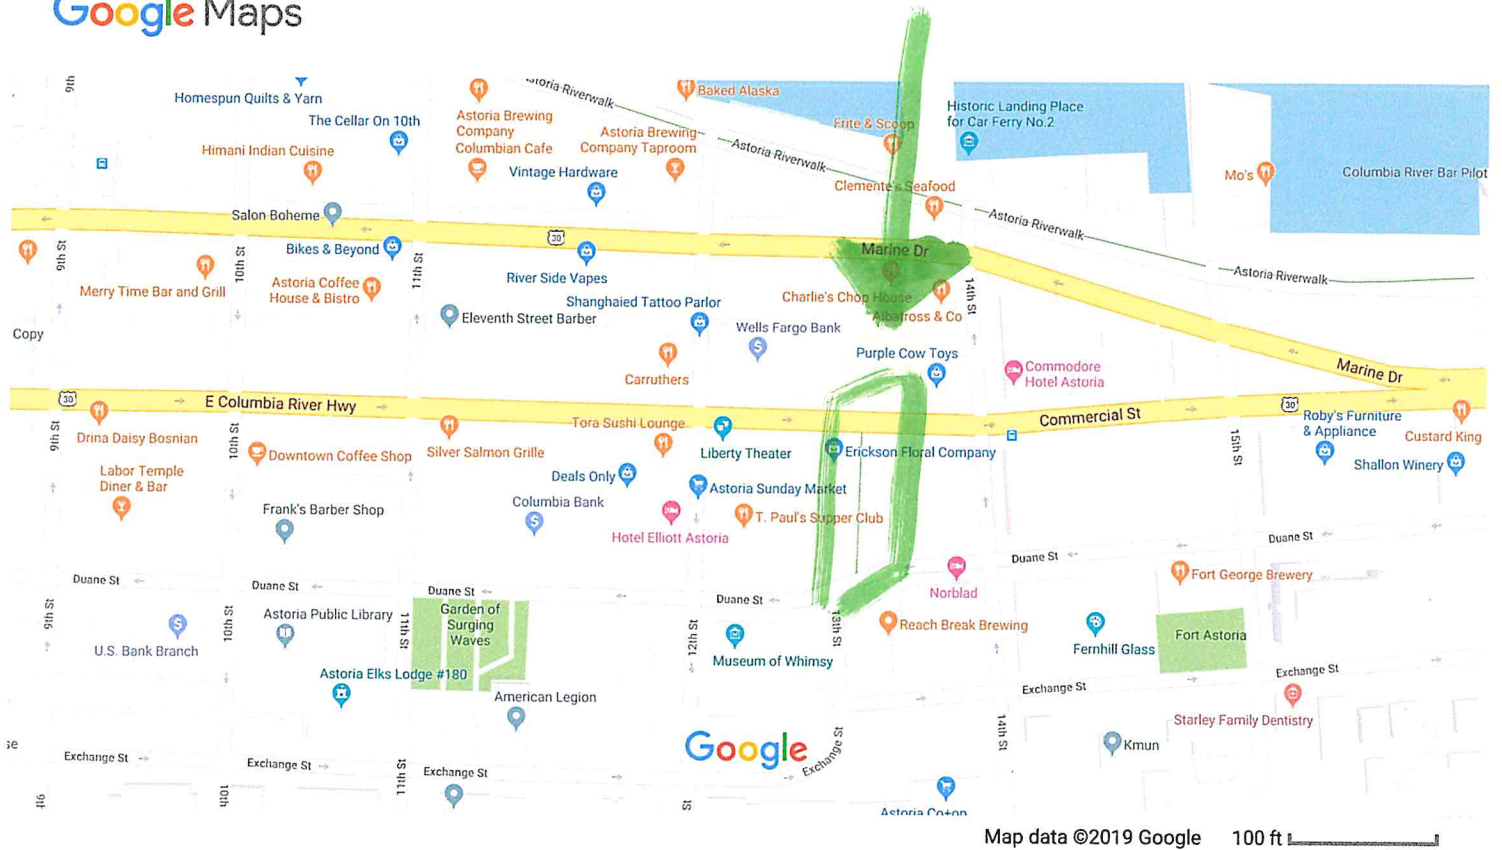 Google Maps
9th
Homespun Quilts & Yarn
The Cellar On 10th
Himani Indian Cuisine
Salon Boheme
Bikes & Beyond
Astoria Brewing
Company
Columbian Cafe
Astoria Riverwalk
Baked Alaska
Astoria Brewing
Company Taproom
Vintage Hardware
Astoria Riverwalk
Frite & Scoop
Clemente's Seafood
Historic Landing Place
for Car Ferry No.2
Mo's
Columbia River Bar Pilot
Astoria Riverwalk
Astoria Riverwalk
30
Marine Dr
9th St
10th St
11th St
14th St
Merry Time Bar and Grill
Astoria Coffee
House & Bistro
River Side Vapes
Shanghaied Tattoo Parlor
Eleventh Street Barber
Wells Fargo Bank
Charlie's Chop House
Albatross & Co
Copy
Carruthers
Purple Cow Toys
Commodore
Hotel Astoria
Marine Dr
30
E Columbia River Hwy
Commercial St
30
9th St
10th St
15th St
Drina Daisy Bosnian
Downtown Coffee Shop
Silver Salmon Grille
Tora Sushi Lounge
Liberty Theater
Erickson Floral Company
Roby's Furniture
& Appliance
Custard King
Shallon Winery
Labor Temple
Diner & Bar
Deals Only
Astoria Sunday Market
Frank's Barber Shop
Columbia Bank
T. Paul's Supper Club
Hotel Elliott Astoria
Duane St
Duane St
Duane St
Duane St
Duane St
Duane St
Norblad
Fort George Brewery
9th St
10th St
11th St
12th St
13th St
Astoria Public Library
Garden of
Surging
Waves
U.S. Bank Branch
Museum of Whimsy
Reach Break Brewing
Fernhill Glass
Fort Astoria
Astoria Elks Lodge #180
American Legion
Exchange St
Exchange St
Starley Family Dentistry
14th St
Kmun
se
Exchange St
Exchange St
Exchange St
Exchange St
Google
9th
10th
11th St
St
Astoria Co+op
Map data ©2019 Google 100 ft